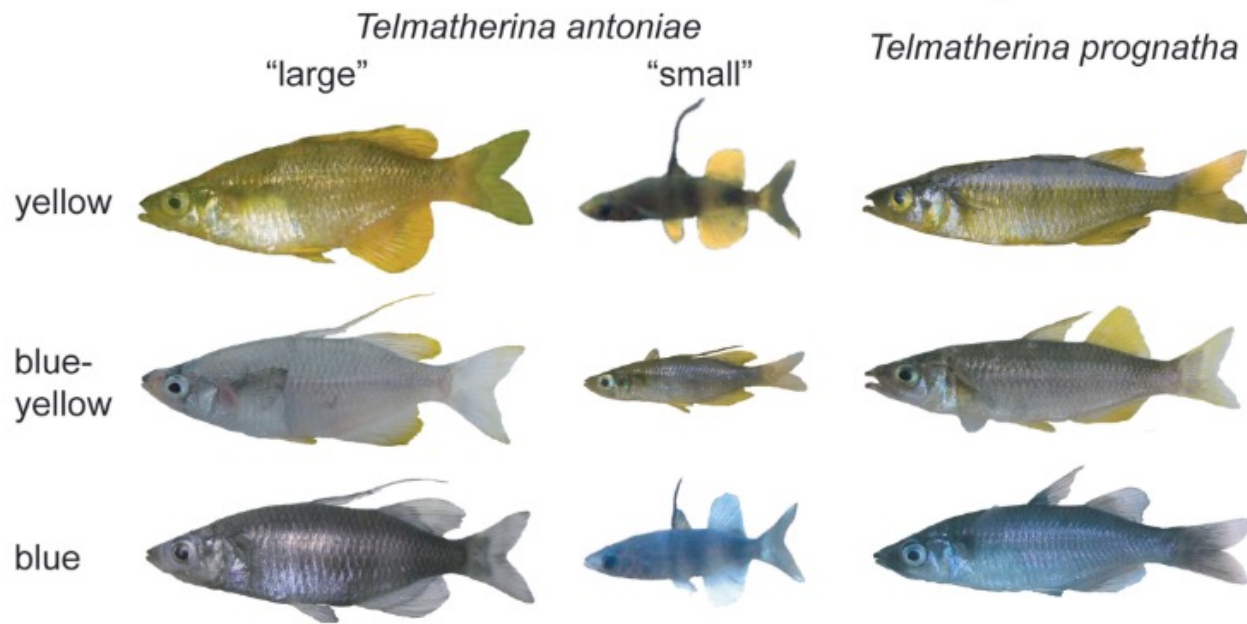 Telmatherina antoniae
Telmatherina prognatha
“large”
“small”
yellow
blue-
yellow
blue